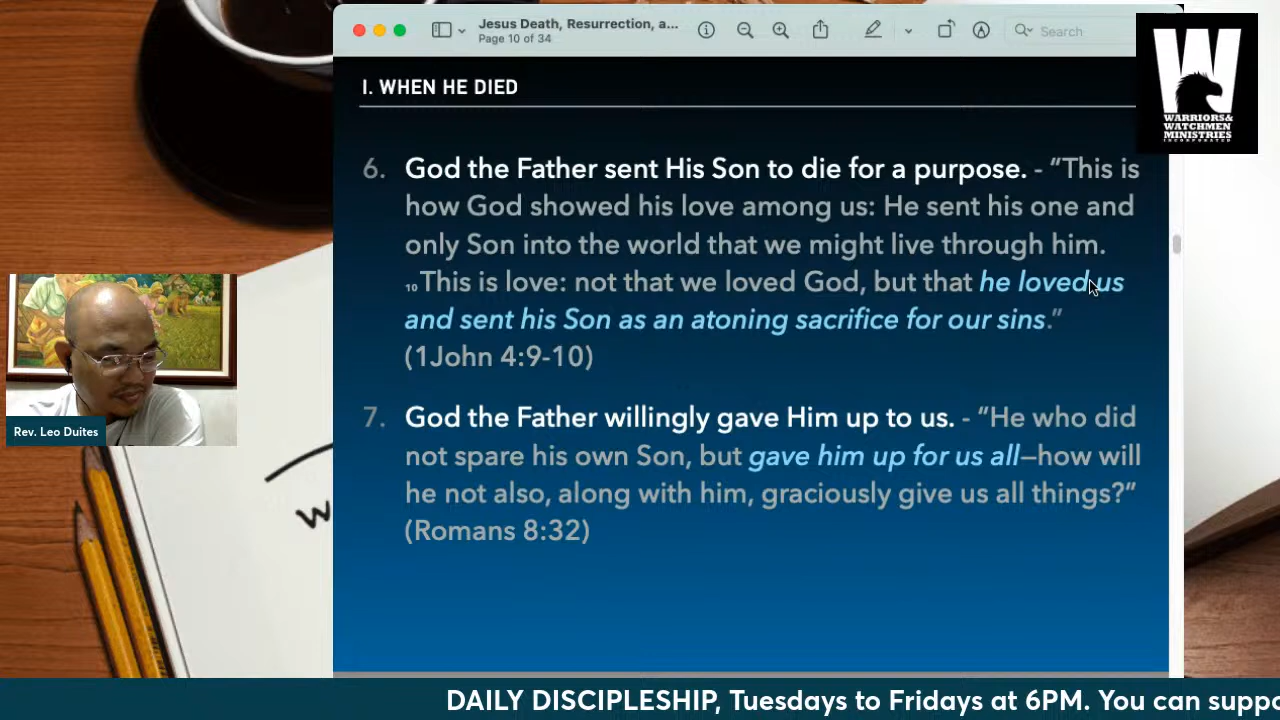 Jesus Death, Resurrection, a...
Page 10 of 34
Search
W
WARRIORS&
WATCHMEN
MINISTRIES
INCORPORATED
I. WHEN HE DIED
6. God the Father sent His Son to die for a purpose. - “This is
how God showed his love among us: He sent his one and
only Son into the world that we might live through him.
10 This is love: not that we loved God, but that he loved us
and sent his Son as an atoning sacrifice for our sins.”
(1John 4:9-10)
7. God the Father willingly gave Him up to us. - “He who did
not spare his own Son, but gave him up for us all—how will
he not also, along with him, graciously give us all things?”
(Romans 8:32)
Rev. Leo Duites
w
DAILY DISCIPLESHIP, Tuesdays to Fridays at 6PM. You can suppo